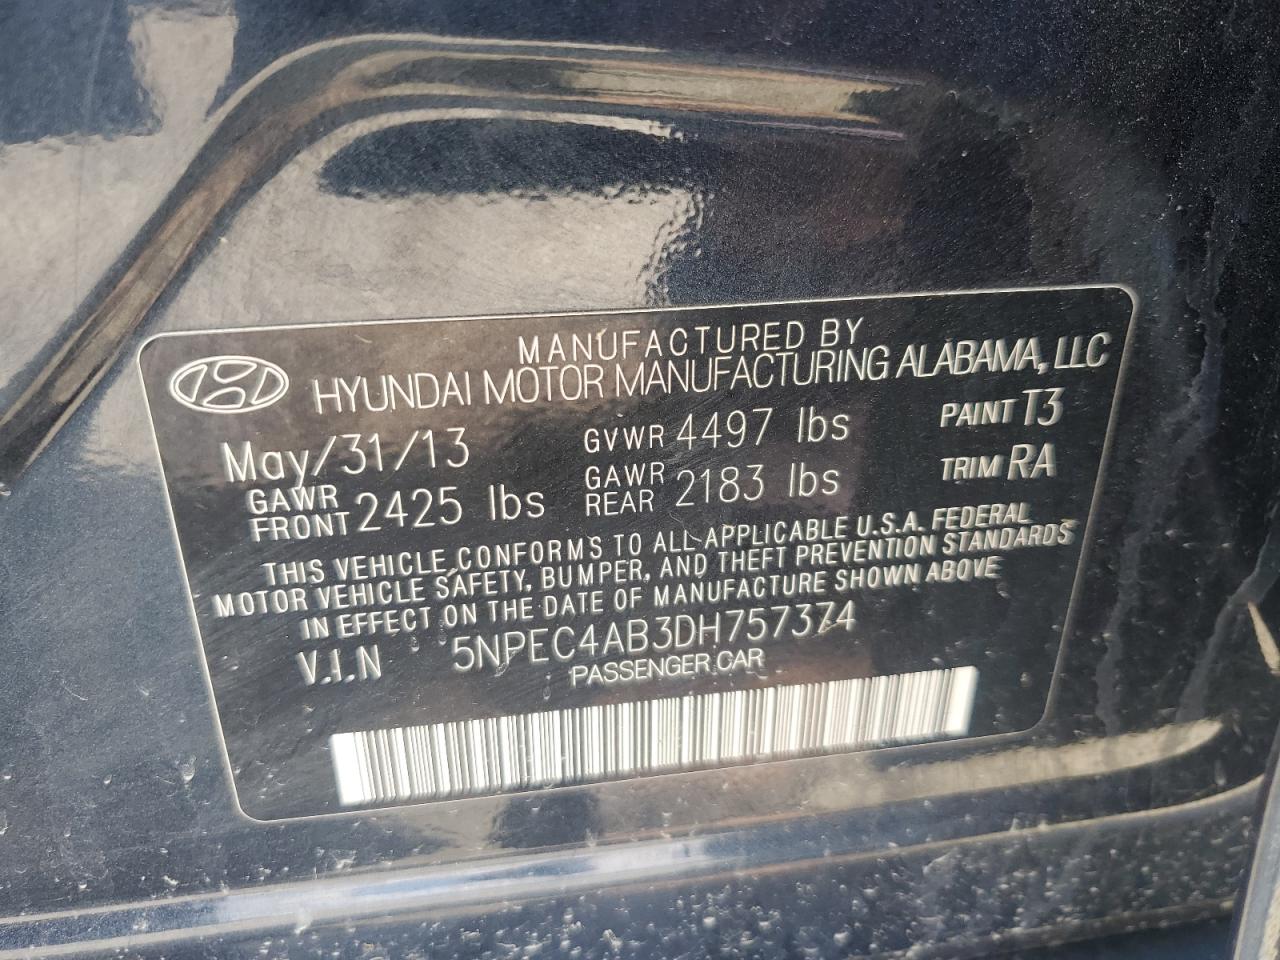 MANUFACTURED BY
HYUNDAI MOTOR MANUFACTURING ALABAMA, LLC
May/31/13 GVWR 4497 lbs PAINT T3
GAWR FRONT 2425 lbs GAWR REAR 2183 lbs TRIM RA
THIS VEHICLE CONFORMS TO ALL APPLICABLE U.S.A. FEDERAL
MOTOR VEHICLE SAFETY, BUMPER, AND THEFT PREVENTION STANDARDS
IN EFFECT ON THE DATE OF MANUFACTURE SHOWN ABOVE
V.I.N 5NPEC4AB3DH757374
PASSENGER CAR